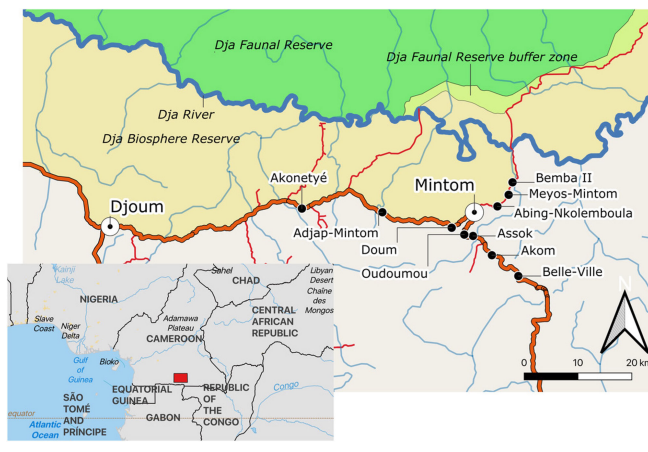 Dja Faunal Reserve
Dja Faunal Reserve buffer zone
Dja River
Dja Biosphere Reserve
Akonetyé
Mintom
Bemba II
Meyos-Mintom
Djoum
Abing-Nkolemboula
Adjap-Mintom
Assok
Doum
Akom
Oudoumou
Belle-Ville
N
0 10 20 km
Kainji
Lake
Sahel
CHAD
Libyan
Desert
Chaîne
des
Mongos
NIGERIA
Slave
Coast
Niger
Delta
Adamawa
Plateau
CENTRAL
AFRICAN
REPUBLIC
CAMEROON
Gulf
of
Guinea
Bioko
EQUATORIAL
GUINEA
REPUBLIC
OF
THE
CONGO
Congo
SÃO
TOMÉ
AND
PRÍNCIPE
GABON
equator
Atlantic
Ocean